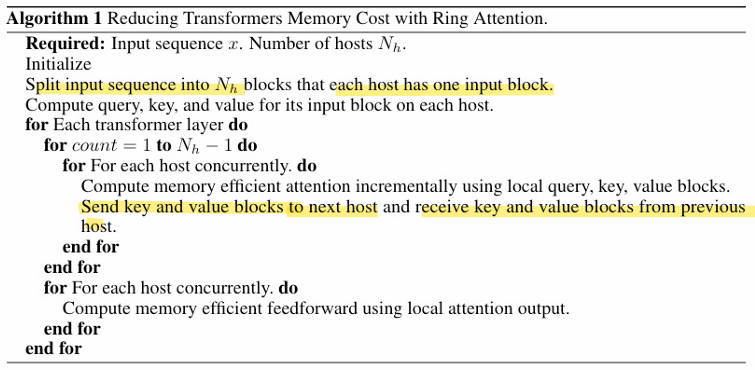 Algorithm 1 Reducing Transformers Memory Cost with Ring Attention.
Required: Input sequence x. Number of hosts N_h.
Initialize
Split input sequence into N_h blocks that each host has one input block.
Compute query, key, and value for its input block on each host.
for Each transformer layer do
for count = 1 to N_h − 1 do
for For each host concurrently. do
Compute memory efficient attention incrementally using local query, key, value blocks.
Send key and value blocks to next host and receive key and value blocks from previous
host.
end for
end for
for For each host concurrently. do
Compute memory efficient feedforward using local attention output.
end for
end for